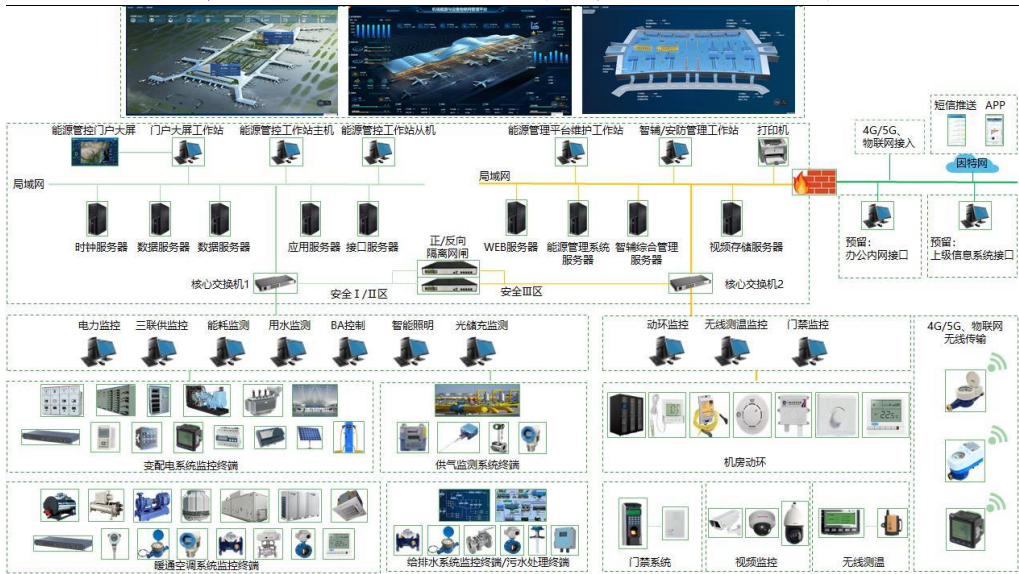 机场能源与设备物联网管理平台
短信推送 APP
能源管控门户大屏 门户大屏工作站 能源管控工作站主机 能源管控工作站从机 能源管理平台维护工作站 智辅/安防管理工作站 打印机
4G/5G、
物联网接入
因特网
局域网
局域网
时钟服务器 数据服务器 数据服务器 应用服务器 接口服务器
正/反向
隔离网闸
WEB服务器
能源管理系统
服务器
智辅综合管理
服务器
视频存储服务器
预留：
办公内网接口
预留：
上级信息系统接口
核心交换机1
安全Ⅰ/Ⅱ区
安全Ⅲ区
核心交换机2
电力监控 三联供监控 能耗监测 用水监测 BA控制 智能照明 光储充监测
动环监控 无线测温监控 门禁监控
4G/5G、物联网
无线传输
变配电系统监控终端
供气监测系统终端
机房动环
暖通空调系统监控终端
给排水系统监控终端/污水处理终端
门禁系统
视频监控
无线测温